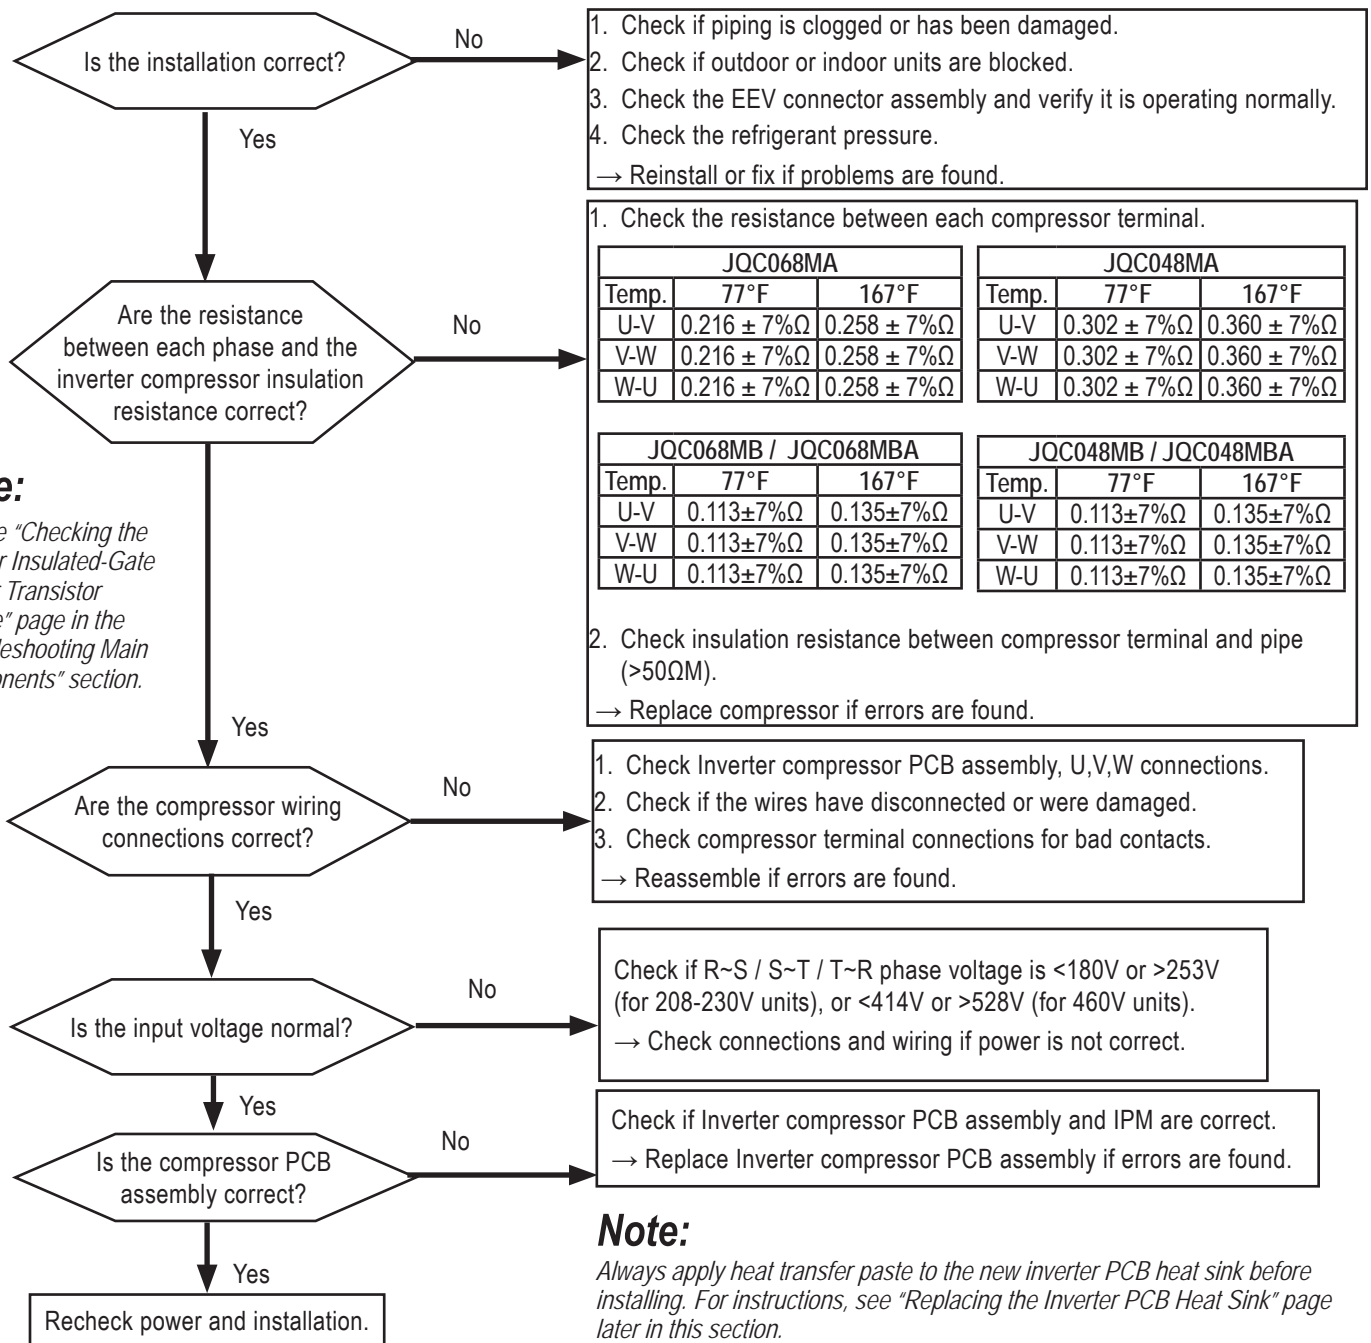 Is the installation correct?
No
1. Check if piping is clogged or has been damaged.
2. Check if outdoor or indoor units are blocked.
3. Check the EEV connector assembly and verify it is operating normally.
4. Check the refrigerant pressure.
→ Reinstall or fix if problems are found.
Yes
Are the resistance
between each phase and the
inverter compressor insulation
resistance correct?
No
1. Check the resistance between each compressor terminal.
JQC068MA
Temp. 77°F 167°F
U-V 0.216 ± 7%Ω 0.258 ± 7%Ω
V-W 0.216 ± 7%Ω 0.258 ± 7%Ω
W-U 0.216 ± 7%Ω 0.258 ± 7%Ω
JQC048MA
Temp. 77°F 167°F
U-V 0.302 ± 7%Ω 0.360 ± 7%Ω
V-W 0.302 ± 7%Ω 0.360 ± 7%Ω
W-U 0.302 ± 7%Ω 0.360 ± 7%Ω
JQC068MB / JQC068MBA
Temp. 77°F 167°F
U-V 0.113±7%Ω 0.135±7%Ω
V-W 0.113±7%Ω 0.135±7%Ω
W-U 0.113±7%Ω 0.135±7%Ω
JQC048MB / JQC048MBA
Temp. 77°F 167°F
U-V 0.113±7%Ω 0.135±7%Ω
V-W 0.113±7%Ω 0.135±7%Ω
W-U 0.113±7%Ω 0.135±7%Ω
2. Check insulation resistance between compressor terminal and pipe
(>50ΩM).
→ Replace compressor if errors are found.
e:
e “Checking the
r Insulated-Gate
r Transistor
e” page in the
leshooting Main
onents” section.
Yes
Are the compressor wiring
connections correct?
No
1. Check Inverter compressor PCB assembly, U,V,W connections.
2. Check if the wires have disconnected or were damaged.
3. Check compressor terminal connections for bad contacts.
→ Reassemble if errors are found.
Yes
Is the input voltage normal?
No
Check if R~S / S~T / T~R phase voltage is <180V or >253V
(for 208-230V units), or <414V or >528V (for 460V units).
→ Check connections and wiring if power is not correct.
Yes
Is the compressor PCB
assembly correct?
No
Check if Inverter compressor PCB assembly and IPM are correct.
→ Replace Inverter compressor PCB assembly if errors are found.
Yes
Recheck power and installation.
Note:
Always apply heat transfer paste to the new inverter PCB heat sink before
installing. For instructions, see “Replacing the Inverter PCB Heat Sink” page
later in this section.